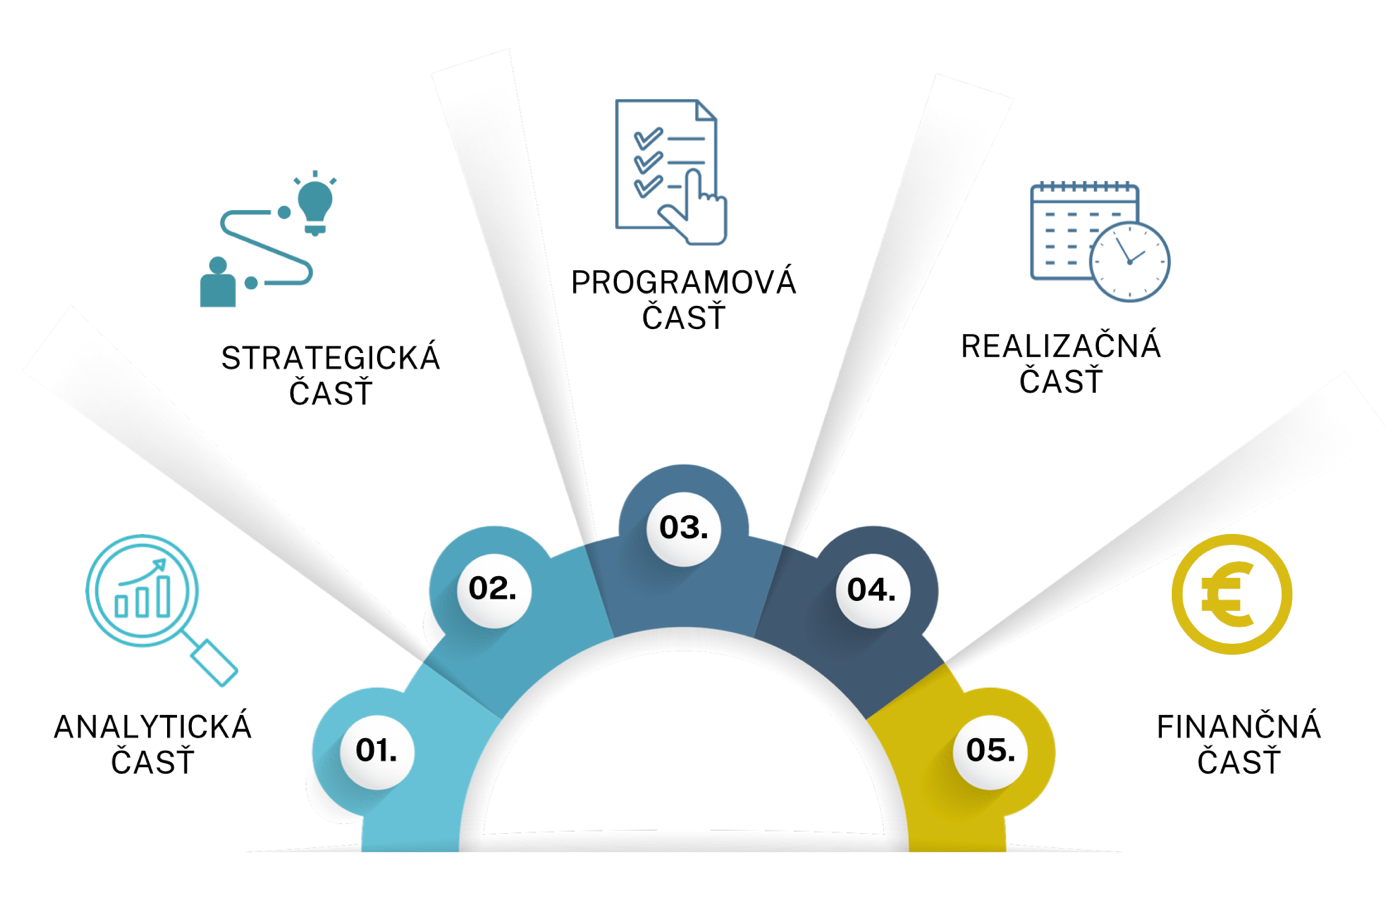 01.
ANALYTICKÁ
ČASŤ
02.
STRATEGICKÁ
ČASŤ
03.
PROGRAMOVÁ
ČASŤ
04.
REALIZAČNÁ
ČASŤ
05.
FINANČNÁ
ČASŤ